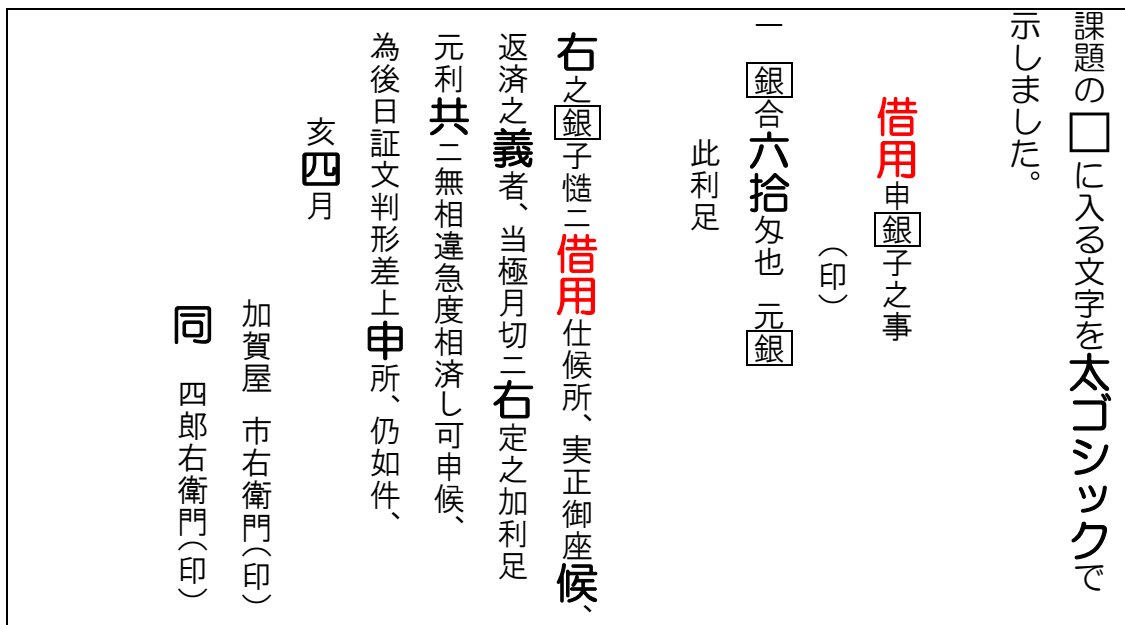 課題の□に入る文字を太ゴシックで
示しました。
借用申銀子之事
（印）
一 銀合六拾匁也 元銀
此利足
右之銀子慥ニ借用仕候所、実正御座候、
返済之義者、当極月切ニ右定之加利足
元利共ニ無相違急度相済し可申候、
為後日証文判形差上申所、仍如件、
亥四月
加賀屋 市右衛門（印）
同 四郎右衛門（印）